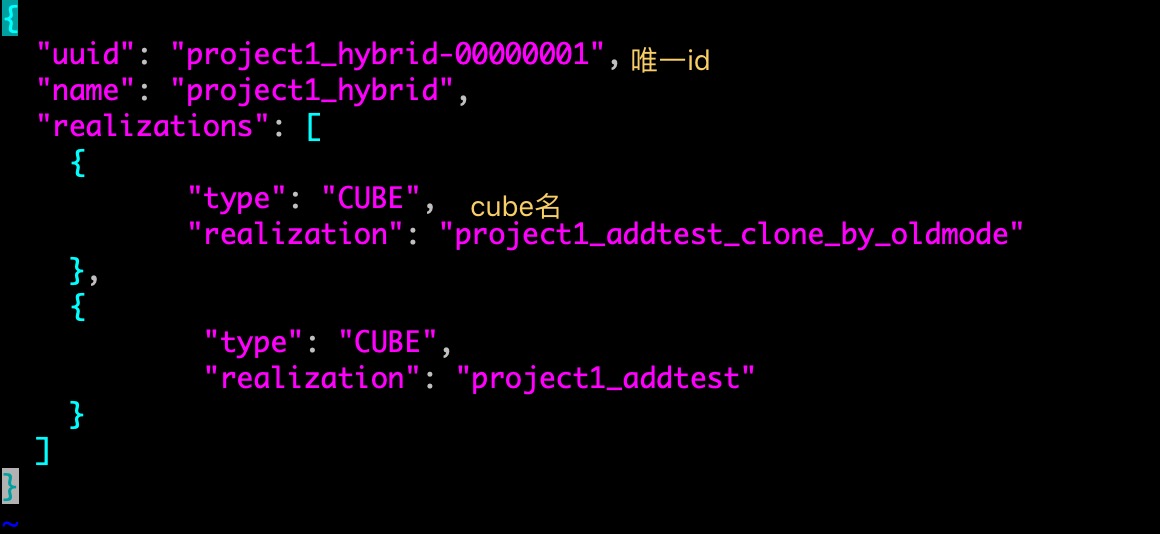 {
"uuid": "project1_hybrid-00000001", 唯一id
"name": "project1_hybrid",
"realizations": [
{
"type": "CUBE", cube名
"realization": "project1_addtest_clone_by_oldmode"
},
{
"type": "CUBE",
"realization": "project1_addtest"
}
]
}
~